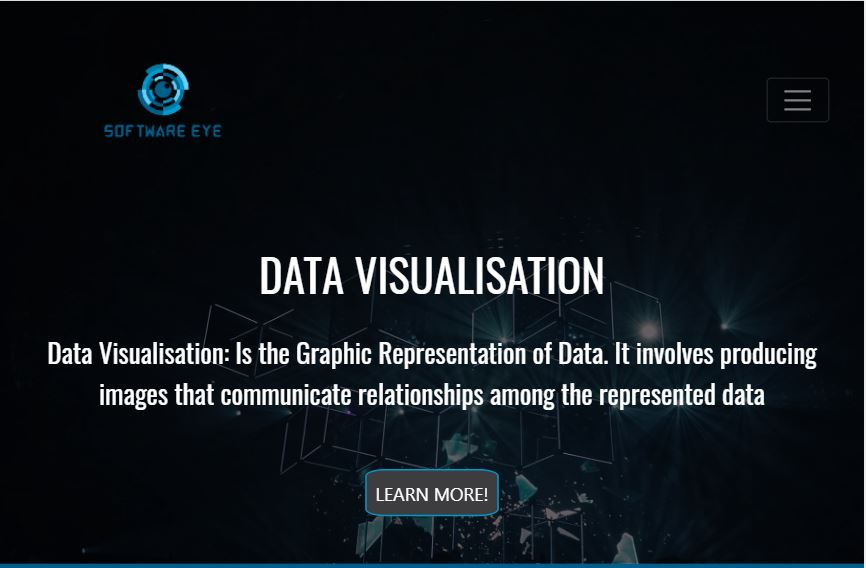 SOFTWARE EYE
DATA VISUALISATION
Data Visualisation: Is the Graphic Representation of Data. It involves producing
images that communicate relationships among the represented data
LEARN MORE!